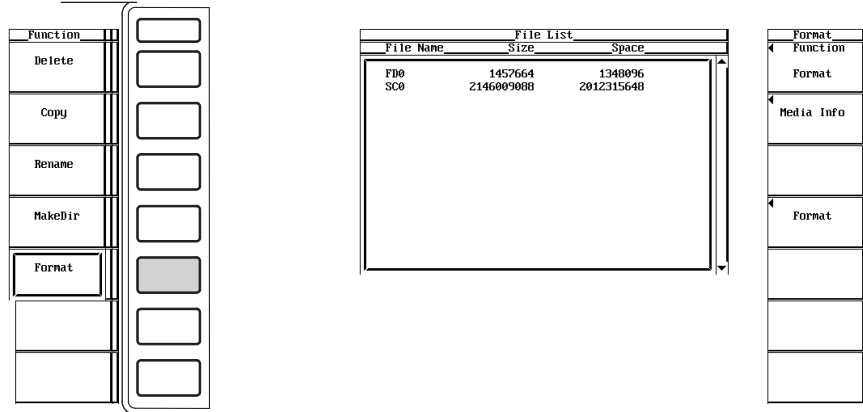 Function
Delete
Copy
Rename
MakeDir
Format
File List
File Name Size Space
FD0 1457664 1348096
SC0 2146009088 2012315648
Format
Function
Format
Media Info
Format